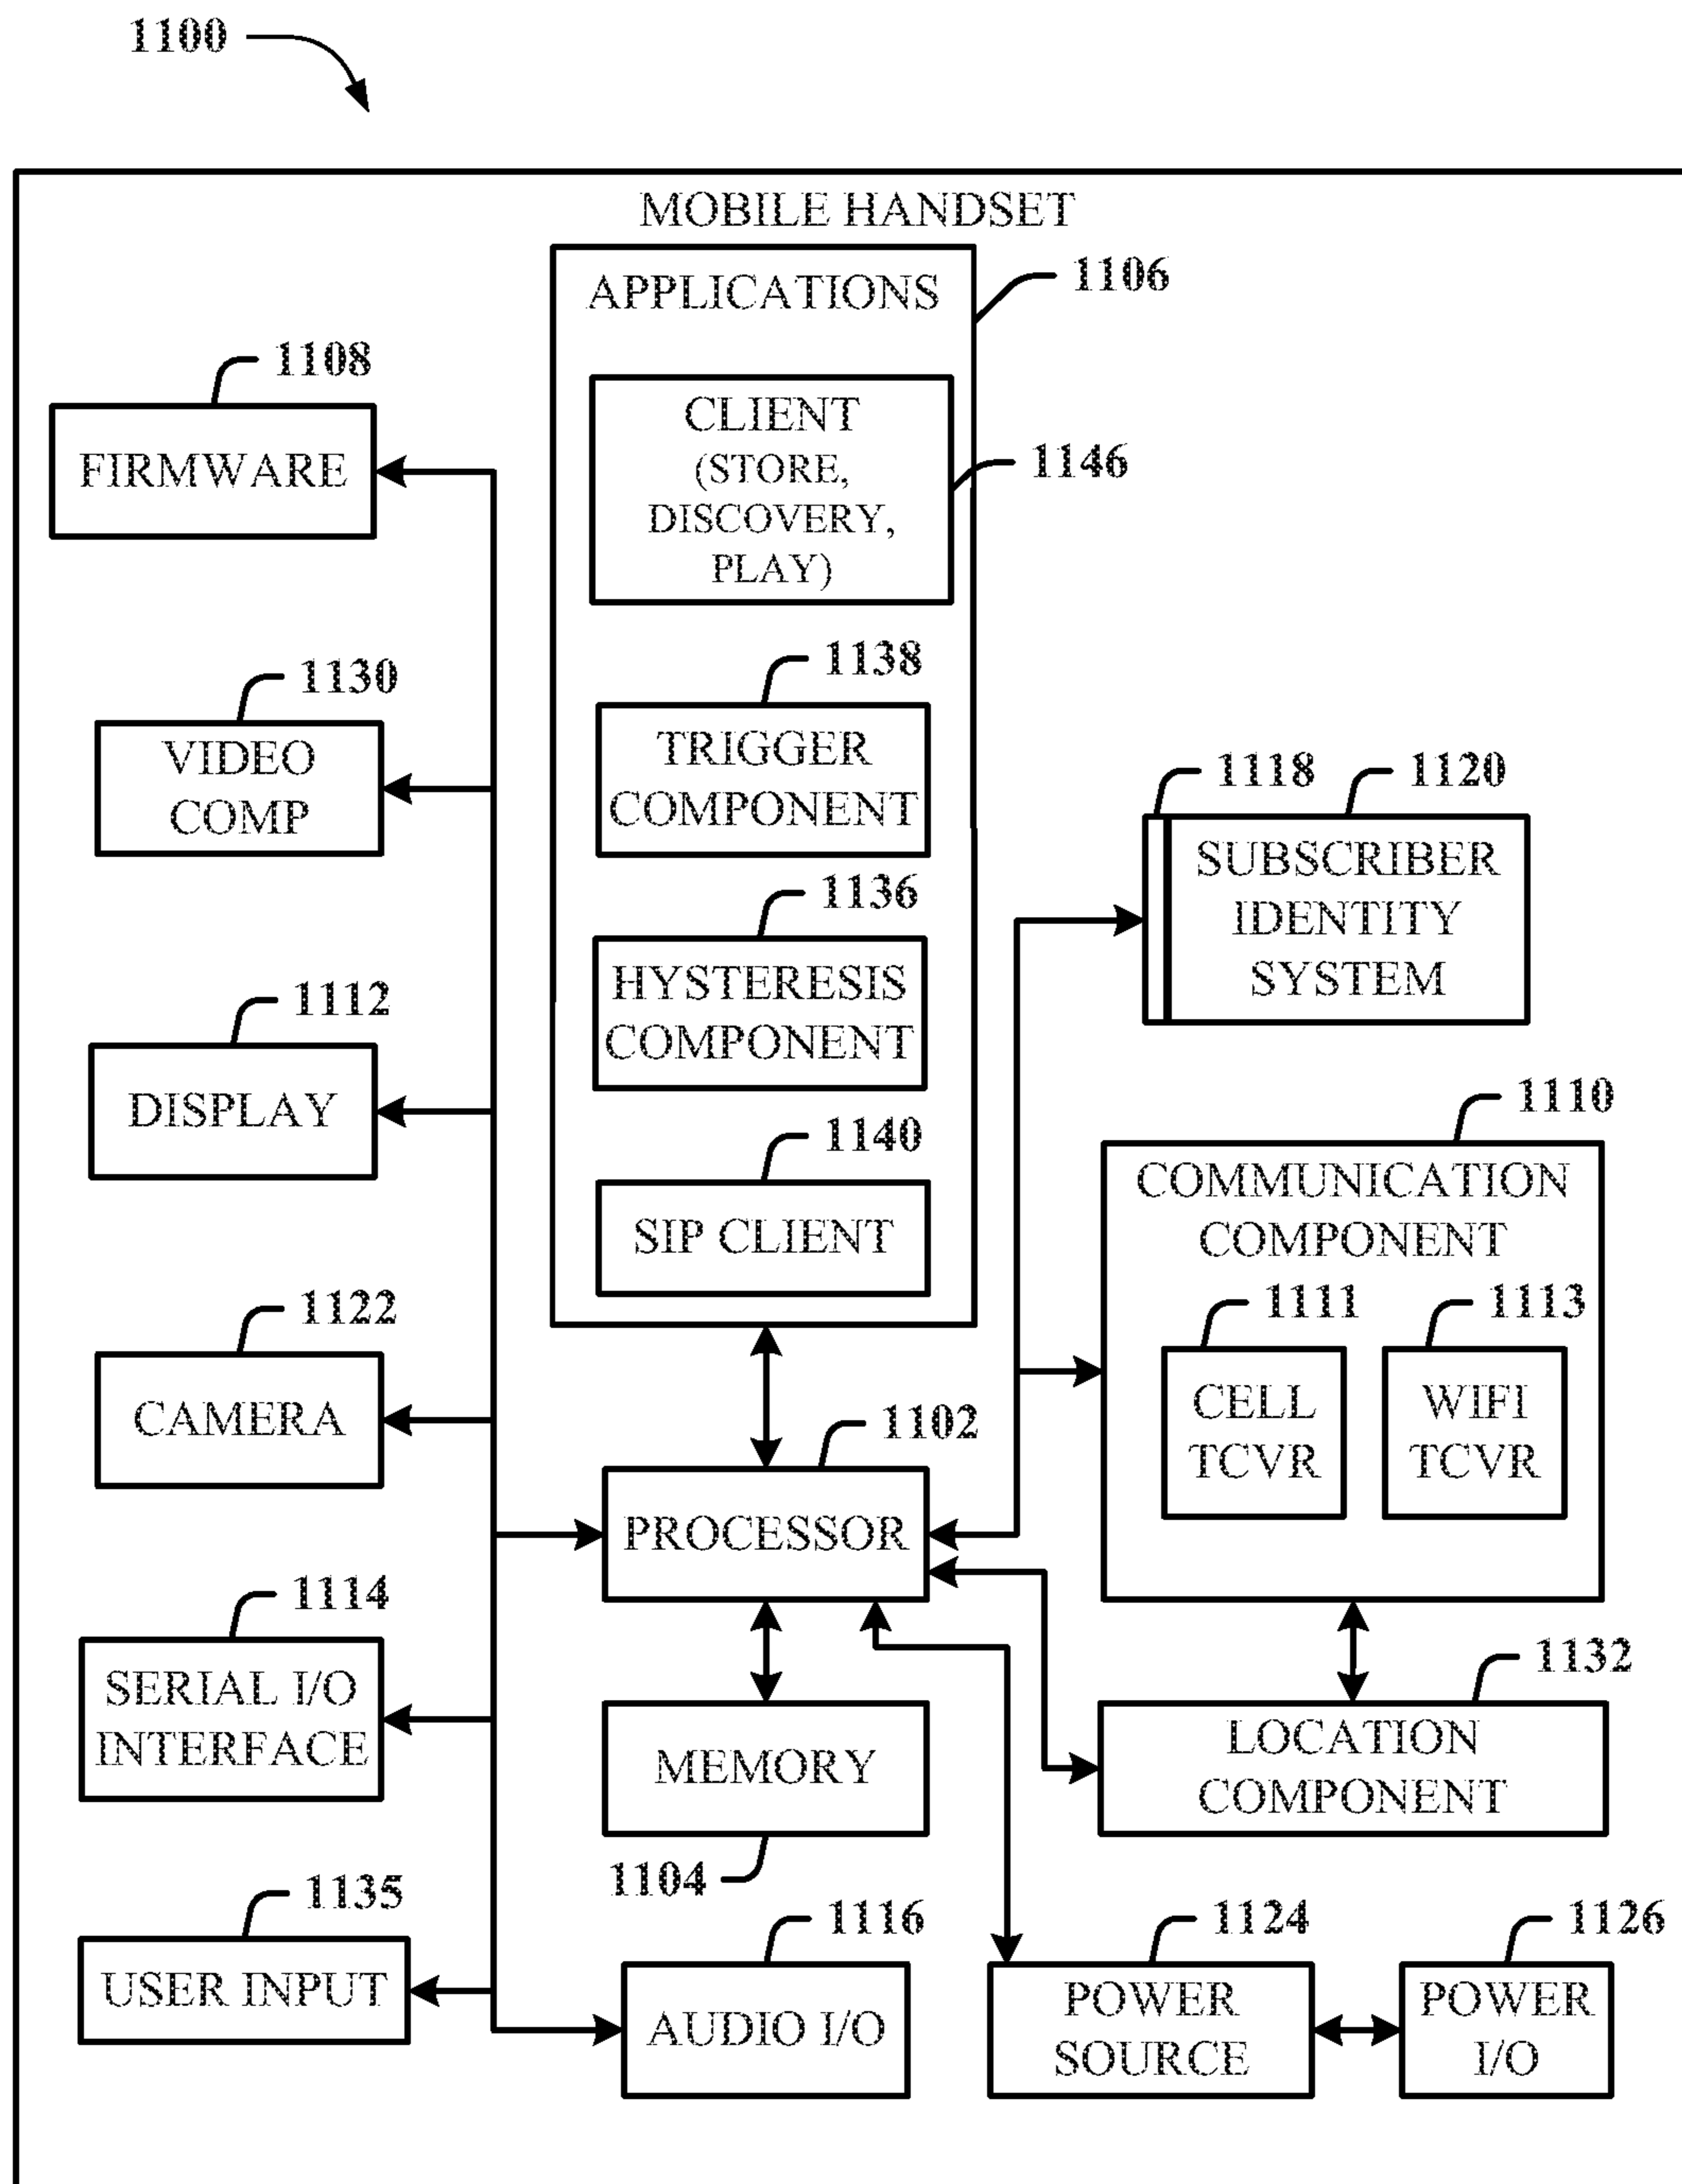 1100
MOBILE HANDSET
APPLICATIONS
1106
CLIENT
(STORE,
DISCOVERY,
PLAY)
1146
1108
FIRMWARE
1138
TRIGGER
COMPONENT
1130
VIDEO
COMP
1136
HYSTERESIS
COMPONENT
1118
1120
SUBSCRIBER
IDENTITY
SYSTEM
1112
DISPLAY
1140
SIP CLIENT
1110
COMMUNICATION
COMPONENT
1111
CELL
TCVR
1113
WIFI
TCVR
1122
CAMERA
1102
PROCESSOR
1114
SERIAL I/O
INTERFACE
MEMORY
1104
1132
LOCATION
COMPONENT
1135
USER INPUT
1116
AUDIO I/O
1124
POWER
SOURCE
1126
POWER
I/O